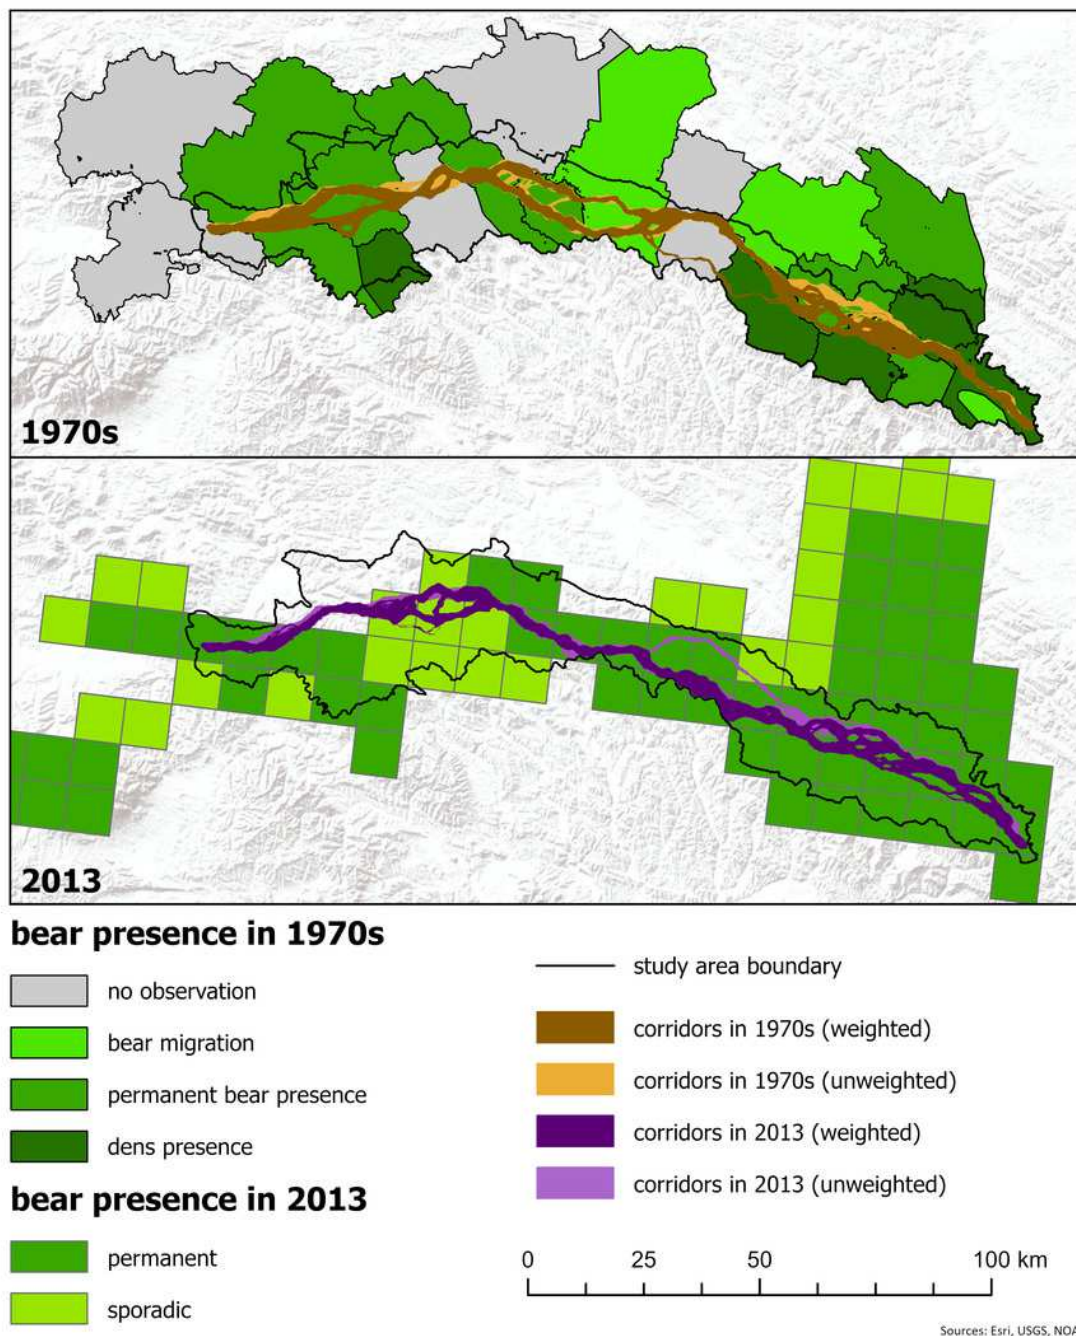 1970s
2013
bear presence in 1970s
no observation
bear migration
permanent bear presence
dens presence
bear presence in 2013
permanent
sporadic
study area boundary
corridors in 1970s (weighted)
corridors in 1970s (unweighted)
corridors in 2013 (weighted)
corridors in 2013 (unweighted)
0 25 50 100 km
Sources: Esri, USGS, NOA